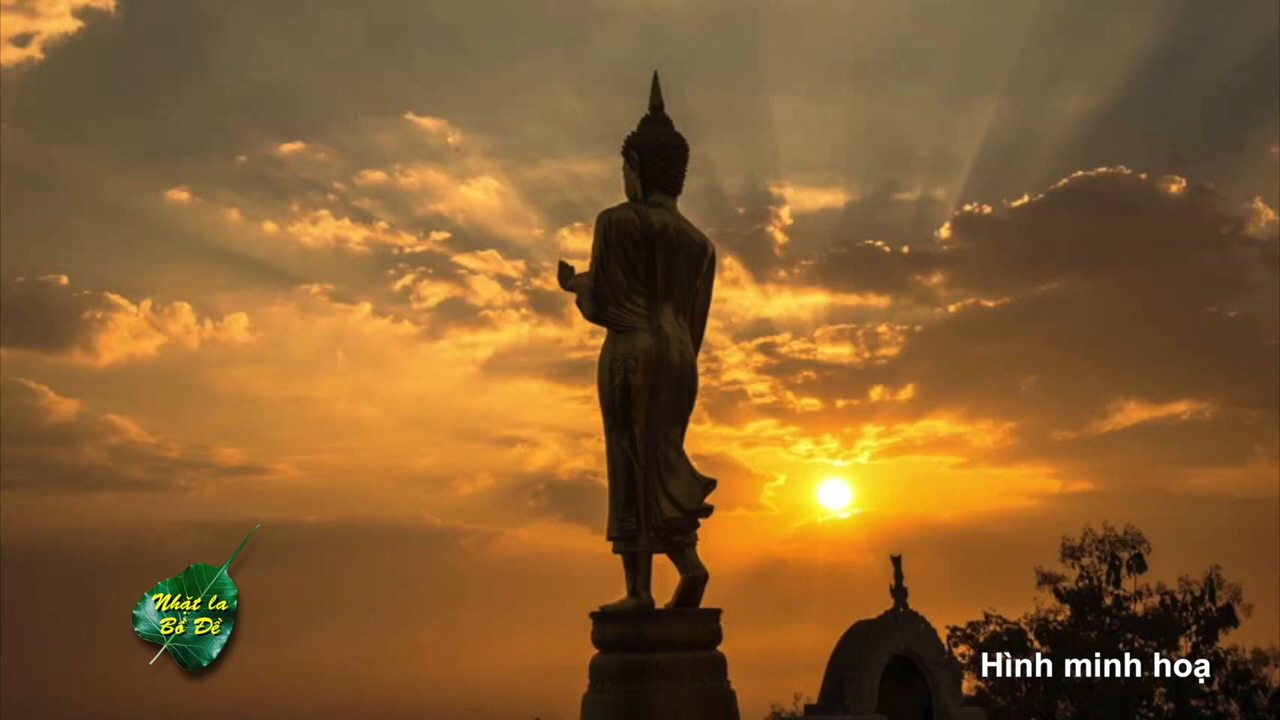 Nhặt lá
Bồ Đề
Hình minh hoạ